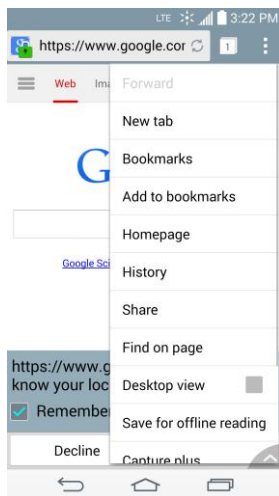 LTE 3:22 PM
https://www.google.cor 1
Web Ima
Forward
New tab
Bookmarks
Add to bookmarks
Homepage
History
Share
Find on page
Desktop view
Save for offline reading
Capture plus
G
Google Sci
https://www.g
know your loc
Remembe
Decline